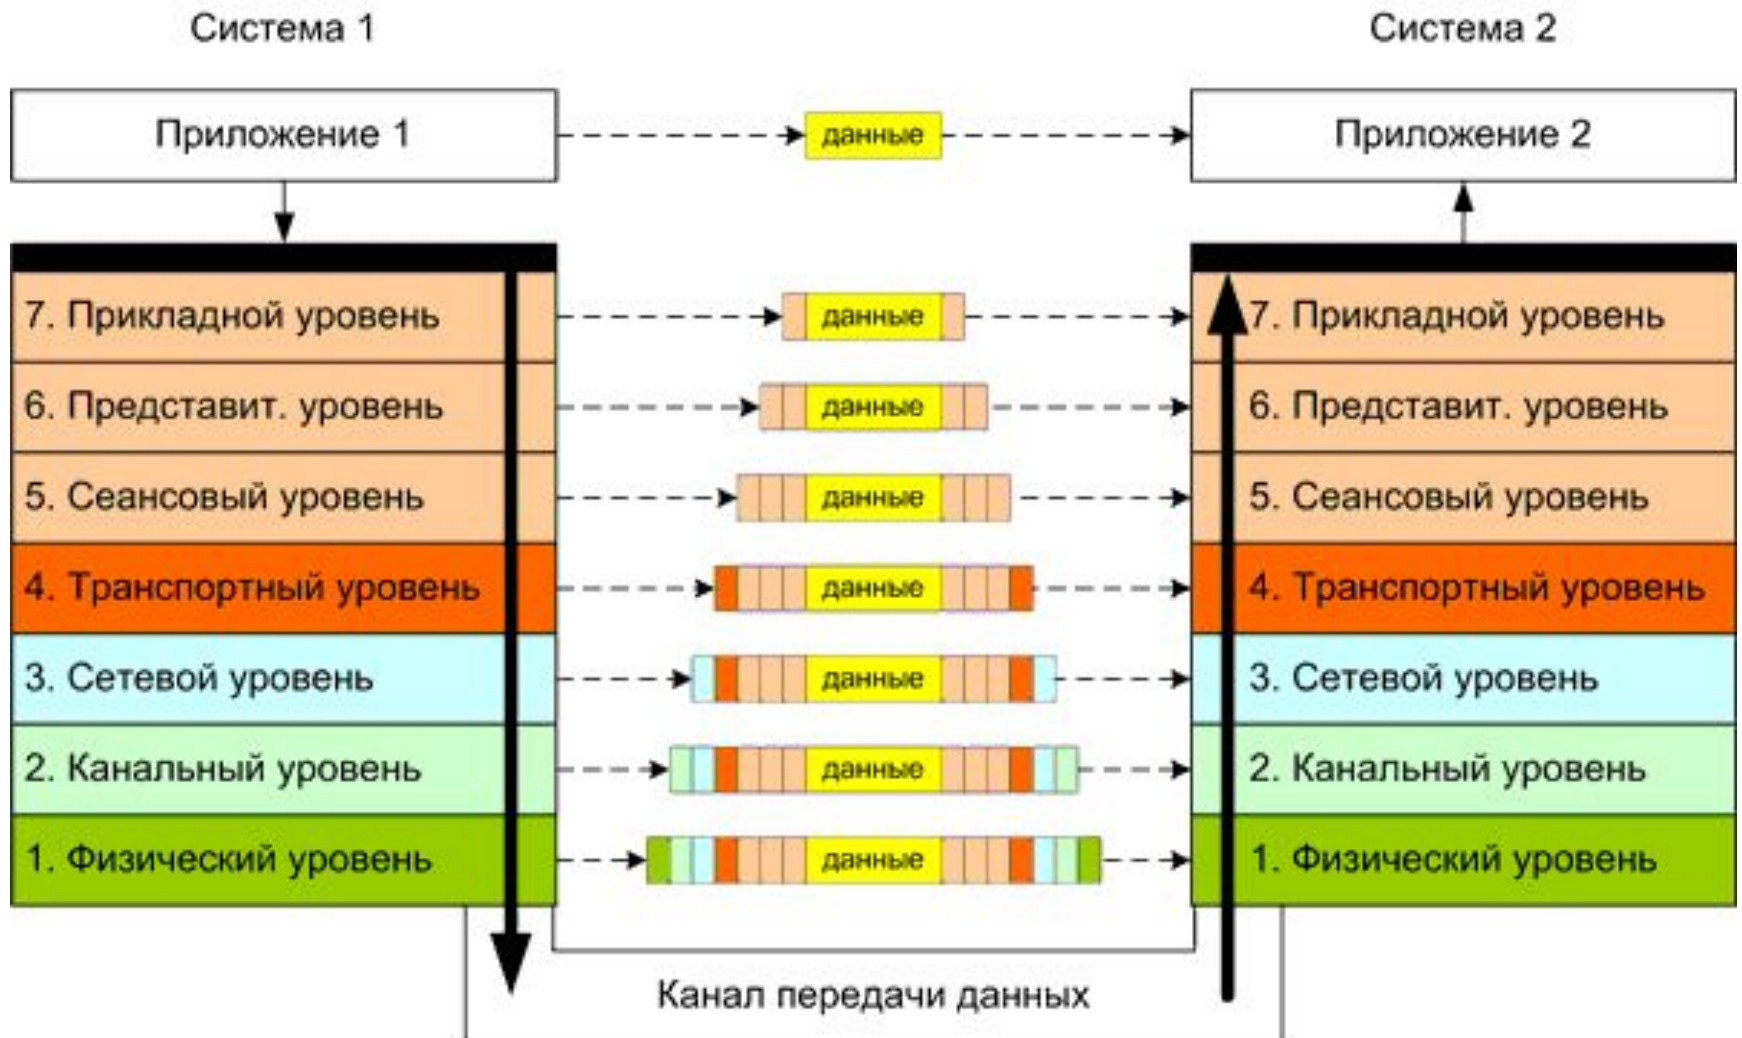 Система 1
Система 2
Приложение 1
данные
Приложение 2
7. Прикладной уровень
данные
7. Прикладной уровень
6. Представит. уровень
данные
6. Представит. уровень
5. Сеансовый уровень
данные
5. Сеансовый уровень
4. Транспортный уровень
данные
4. Транспортный уровень
3. Сетевой уровень
данные
3. Сетевой уровень
2. Канальный уровень
данные
2. Канальный уровень
1. Физический уровень
данные
1. Физический уровень
Канал передачи данных